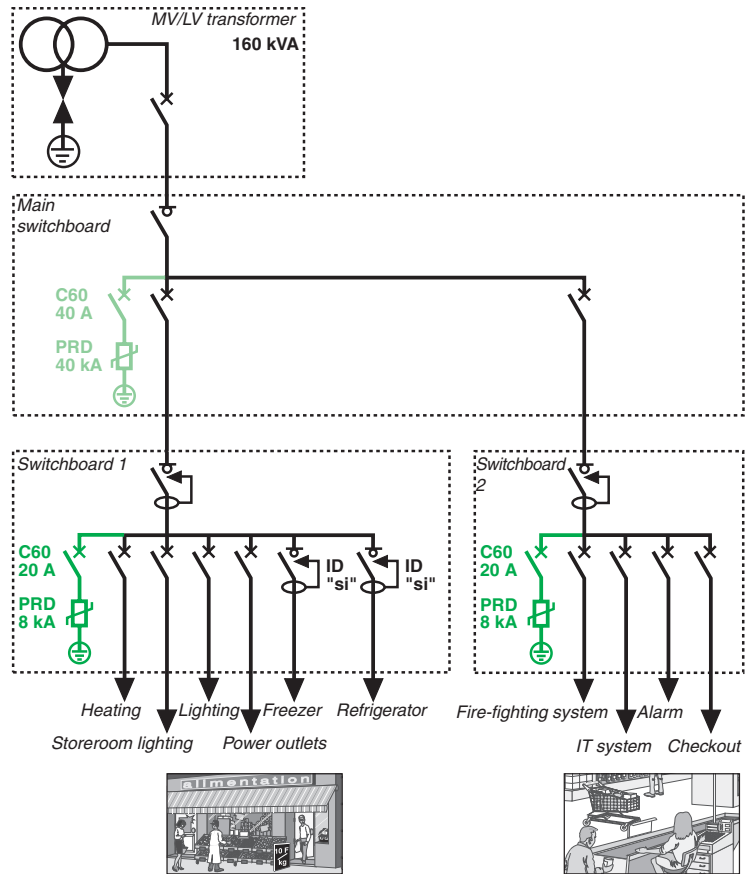 MV/LV transformer
160 kVA
Main
switchboard
C60
40 A
PRD
40 kA
Switchboard 1
C60
20 A
PRD
8 kA
ID
"si"
ID
"si"
Switchboard
2
C60
20 A
PRD
8 kA
Heating
Lighting
Freezer
Refrigerator
Storeroom lighting
Power outlets
Fire-fighting system
Alarm
IT system
Checkout
alimentation
10 F
kg